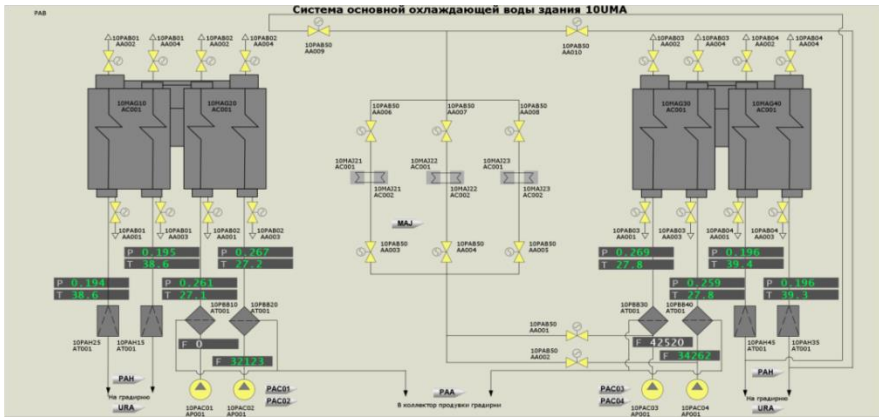 Система основной охлаждающей воды здания 10UMA
PAB
10PAB01 AA002
10PAB01 AA004
10PAB02 AA002
10PAB02 AA004
10PAB50 AA009
10PAB50 AA010
10PAB03 AA002
10PAB03 AA004
10PAB04 AA002
10PAB04 AA004
10MAG10 AC001
10MAG20 AC001
10PAB50 AA006
10PAB50 AA007
10PAB50 AA008
10MAG30 AC001
10MAG40 AC001
10MAJ21 AC001
10MAJ22 AC001
10MAJ23 AC001
10MAJ21 AC002
10MAJ22 AC002
10MAJ23 AC002
MAJ
10PAB01 AA001
10PAB01 AA003
10PAB02 AA001
10PAB02 AA003
10PAB50 AA003
10PAB50 AA004
10PAB50 AA005
10PAB03 AA001
10PAB03 AA003
10PAB04 AA001
10PAB04 AA003
P 0.195
T 38.6
P 0.267
T 27.2
P 0.269
T 27.8
P 0.196
T 39.4
P 0.194
T 38.6
P 0.261
T 27.1
P 0.259
T 27.8
P 0.196
T 39.3
10PBB10 AT001
10PBB20 AT001
10PBB30 AT001
10PBB40 AT001
10PAH25 AT001
10PAH15 AT001
F 0
F 32123
10PAB50 AA001
10PAB50 AA002
F 42520
F 34262
10PAH45 AT001
10PAH35 AT001
PAH
На градирню
URA
PAC01
PAC02
PAA
В коллектор продувки градирни
PAC03
PAC04
PAH
На градирню
URA
10PAC01 AP001
10PAC02 AP001
10PAC03 AP001
10PAC04 AP001